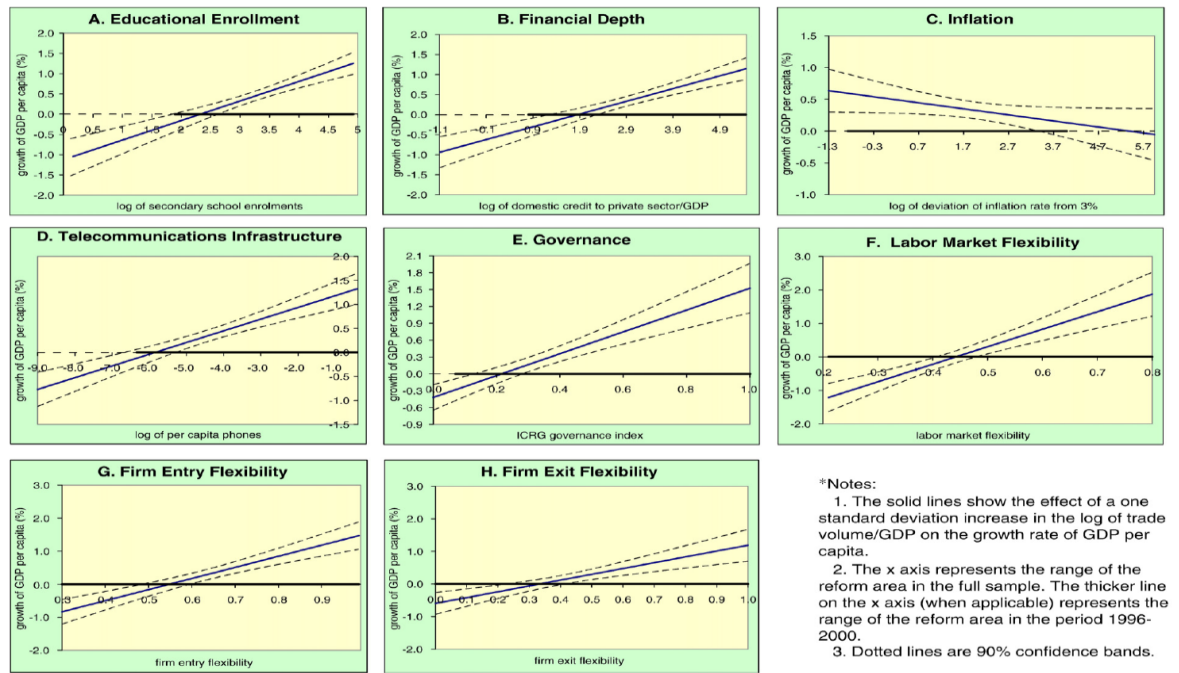 A. Educational Enrollment
growth of GDP per capita (%)
2.0
1.5
1.0
0.5
0.0
-0.5
-1.0
-1.5
-2.0
0 0.5 1 1.5 2 2.5 3 3.5 4 4.5 5
log of secondary school enrolments
B. Financial Depth
growth of GDP per capita (%)
2.0
1.5
1.0
0.5
0.0
-0.5
-1.0
-1.5
-2.0
-1.1 -0.1 0.9 1.9 2.9 3.9 4.9
log of domestic credit to private sector/GDP
C. Inflation
growth of GDP per capita (%)
1.5
1.0
0.5
0.0
-0.5
-1.0
-1.3 -0.3 0.7 1.7 2.7 3.7 4.7 5.7
log of deviation of inflation rate from 3%
D. Telecommunications Infrastructure
growth of GDP per capita (%)
2.0
1.5
1.0
0.5
0.0
-0.5
-1.0
-1.5
-9.0 -8.0 -7.0 -6.0 -5.0 -4.0 -3.0 -2.0 -1.0
log of per capita phones
E. Governance
growth of GDP per capita (%)
2.1
1.8
1.5
1.2
0.9
0.6
0.3
0.0
-0.3
-0.6
-0.9
0.0 0.2 0.4 0.6 0.8 1.0
ICRG governance index
F. Labor Market Flexibility
growth of GDP per capita (%)
3.0
2.0
1.0
0.0
-1.0
-2.0
0.2 0.3 0.4 0.5 0.6 0.7 0.8
labor market flexibility
G. Firm Entry Flexibility
growth of GDP per capita (%)
3.0
2.0
1.0
0.0
-1.0
-2.0
0.3 0.4 0.5 0.6 0.7 0.8 0.9
firm entry flexibility
H. Firm Exit Flexibility
growth of GDP per capita (%)
3.0
2.0
1.0
0.0
-1.0
-2.0
0.0 0.1 0.2 0.3 0.4 0.5 0.6 0.7 0.8 0.9 1.0
firm exit flexibility
*Notes:
1. The solid lines show the effect of a one
standard deviation increase in the log of trade
volume/GDP on the growth rate of GDP per
capita.
2. The x axis represents the range of the
reform area in the full sample. The thicker line
on the x axis (when applicable) represents the
range of the reform area in the period 1996-
2000.
3. Dotted lines are 90% confidence bands.